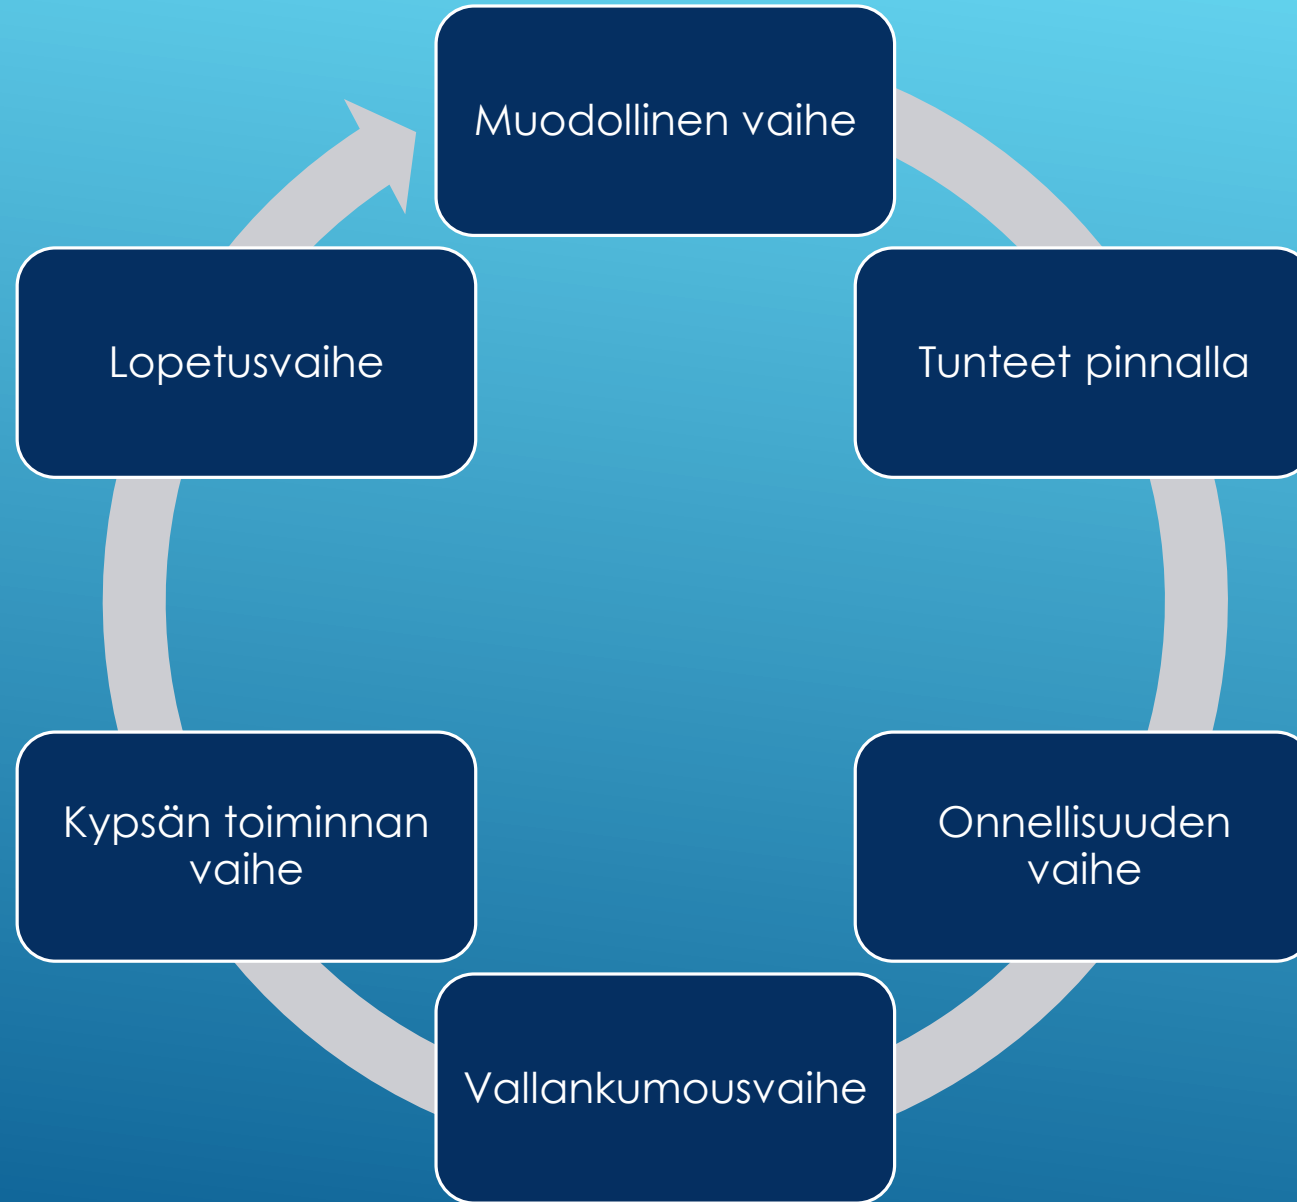 Muodollinen vaihe
Tunteet pinnalla
Onnellisuuden
vaihe
Vallankumousvaihe
Kypsän toiminnan
vaihe
Lopetusvaihe